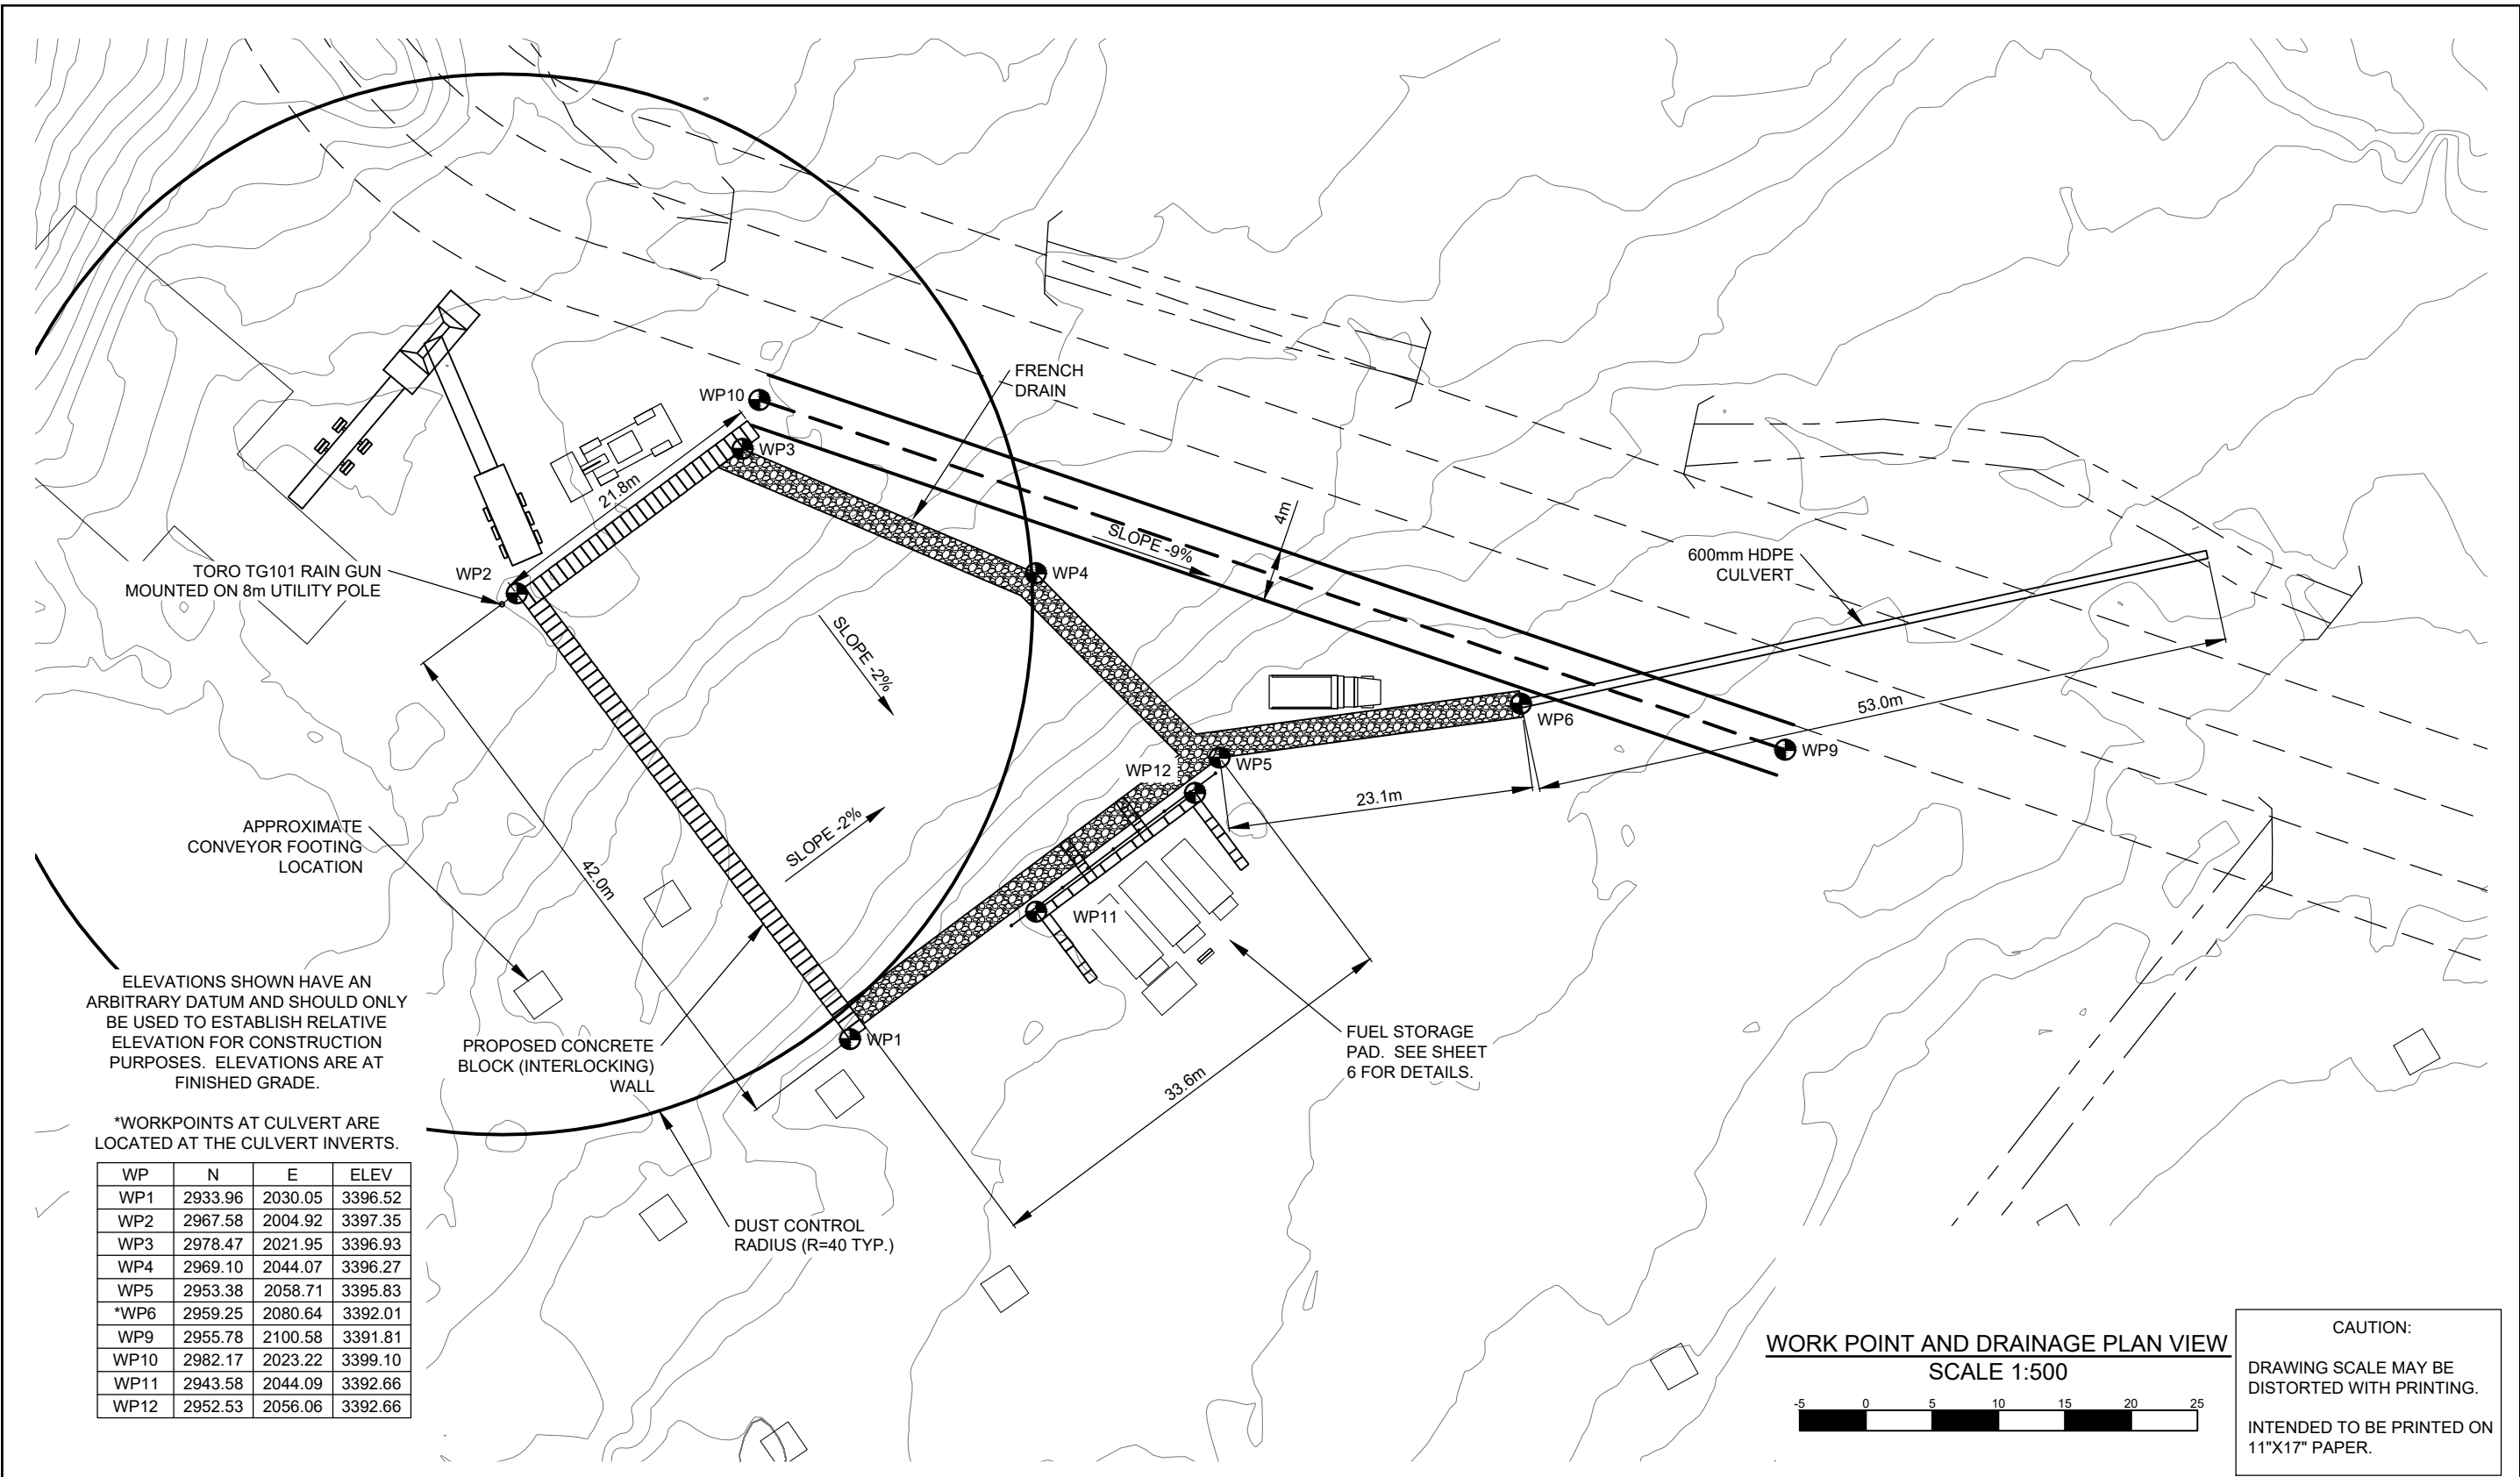 WP10
FRENCH
DRAIN
WP3
21.8m
4m
SLOPE -9%
600mm HDPE
CULVERT
TORO TG101 RAIN GUN
MOUNTED ON 8m UTILITY POLE
WP2
WP4
SLOPE -2%
53.0m
WP6
WP9
WP12
WP5
23.1m
APPROXIMATE
CONVEYOR FOOTING
LOCATION
SLOPE -2%
42.0m
WP11
ELEVATIONS SHOWN HAVE AN
ARBITRARY DATUM AND SHOULD ONLY
BE USED TO ESTABLISH RELATIVE
ELEVATION FOR CONSTRUCTION
PURPOSES. ELEVATIONS ARE AT
FINISHED GRADE.
PROPOSED CONCRETE
BLOCK (INTERLOCKING)
WALL
WP1
FUEL STORAGE
PAD. SEE SHEET
6 FOR DETAILS.
33.6m
*WORKPOINTS AT CULVERT ARE
LOCATED AT THE CULVERT INVERTS.
WP N E ELEV
WP1 2933.96 2030.05 3396.52
WP2 2967.58 2004.92 3397.35
WP3 2978.47 2021.95 3396.93
WP4 2969.10 2044.07 3396.27
WP5 2953.38 2058.71 3395.83
*WP6 2959.25 2080.64 3392.01
WP9 2955.78 2100.58 3391.81
WP10 2982.17 2023.22 3399.10
WP11 2943.58 2044.09 3392.66
WP12 2952.53 2056.06 3392.66
DUST CONTROL
RADIUS (R=40 TYP.)
WORK POINT AND DRAINAGE PLAN VIEW
SCALE 1:500
-5 0 5 10 15 20 25
CAUTION:
DRAWING SCALE MAY BE
DISTORTED WITH PRINTING.
INTENDED TO BE PRINTED ON
11"X17" PAPER.